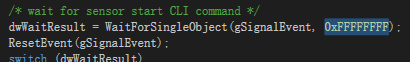 /* wait for sensor start CLI command */
dwWaitResult = WaitForSingleObject(gSignalEvent, 0xFFFFFFFF);
ResetEvent(gSignalEvent);
switch (dwWaitResult)